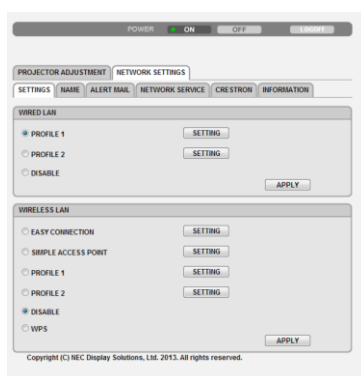 POWER ON OFF LOGOFF
PROJECTOR ADJUSTMENT NETWORK SETTINGS
SETTINGS NAME ALERT MAIL NETWORK SERVICE CRESTRON INFORMATION
WIRED LAN
PROFILE 1 SETTING
PROFILE 2 SETTING
DISABLE
APPLY
WIRELESS LAN
EASY CONNECTION SETTING
SIMPLE ACCESS POINT SETTING
PROFILE 1 SETTING
PROFILE 2 SETTING
DISABLE
WPS
APPLY
Copyright (C) NEC Display Solutions, Ltd. 2013. All rights reserved.